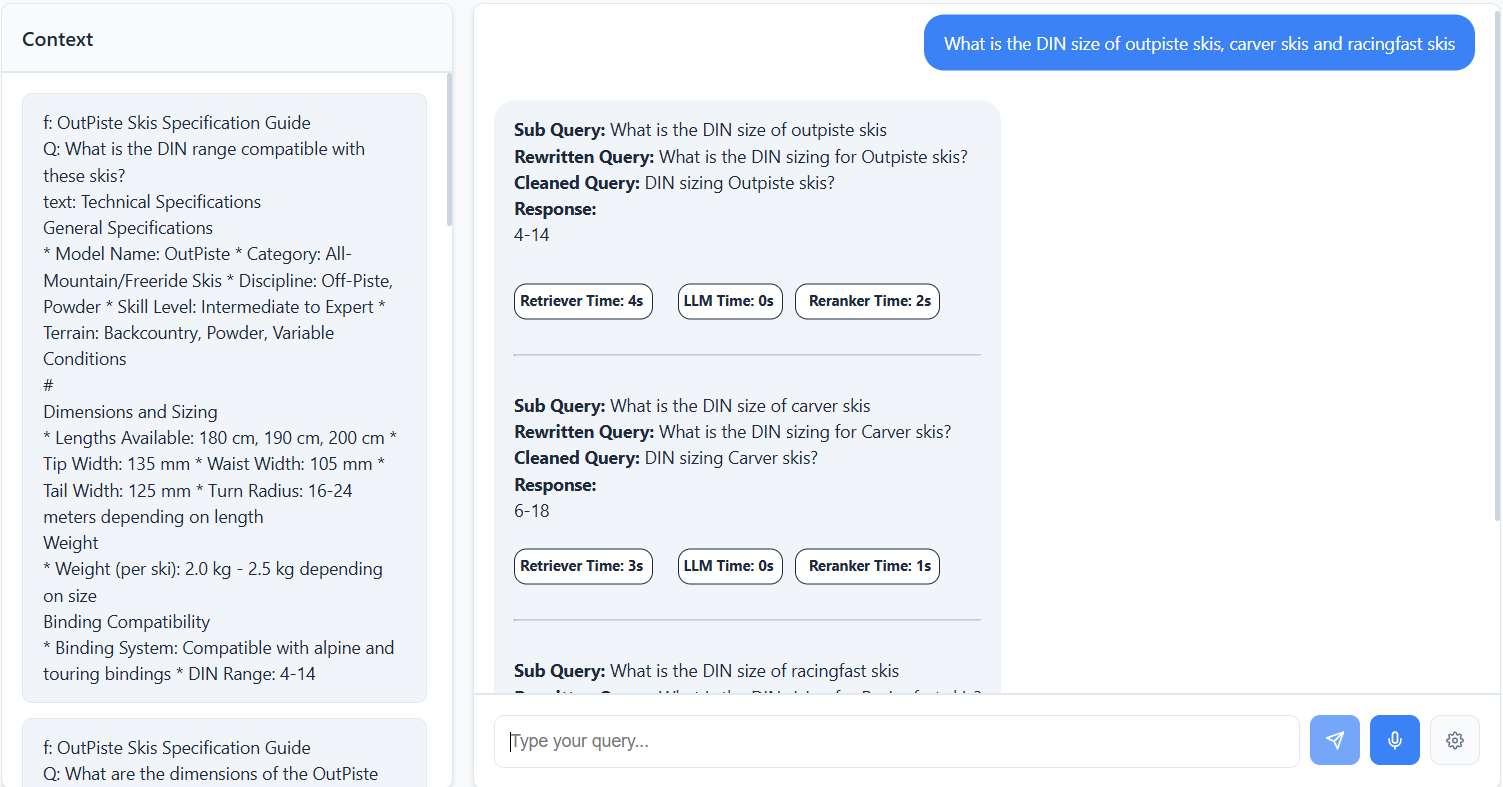 Context
f: OutPiste Skis Specification Guide
Q: What is the DIN range compatible with
these skis?
text: Technical Specifications
General Specifications
* Model Name: OutPiste * Category: All-
Mountain/Freeride Skis * Discipline: Off-Piste,
Powder * Skill Level: Intermediate to Expert *
Terrain: Backcountry, Powder, Variable
Conditions
#
Dimensions and Sizing
* Lengths Available: 180 cm, 190 cm, 200 cm *
Tip Width: 135 mm * Waist Width: 105 mm *
Tail Width: 125 mm * Turn Radius: 16-24
meters depending on length
Weight
* Weight (per ski): 2.0 kg - 2.5 kg depending
on size
Binding Compatibility
* Binding System: Compatible with alpine and
touring bindings * DIN Range: 4-14
f: OutPiste Skis Specification Guide
Q: What are the dimensions of the OutPiste
What is the DIN size of outpiste skis, carver skis and racingfast skis
Sub Query: What is the DIN size of outpiste skis
Rewritten Query: What is the DIN sizing for Outpiste skis?
Cleaned Query: DIN sizing Outpiste skis?
Response:
4-14
Retriever Time: 4s LLM Time: 0s Reranker Time: 2s
Sub Query: What is the DIN size of carver skis
Rewritten Query: What is the DIN sizing for Carver skis?
Cleaned Query: DIN sizing Carver skis?
Response:
6-18
Retriever Time: 3s LLM Time: 0s Reranker Time: 1s
Sub Query: What is the DIN size of racingfast skis
Type your query...